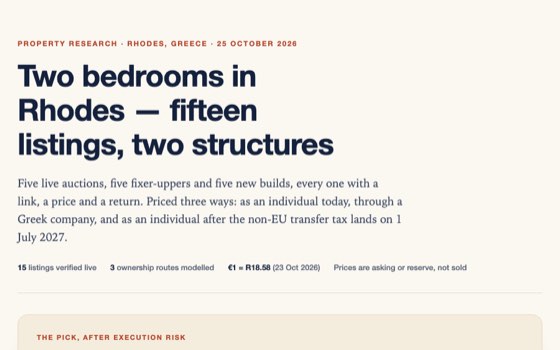 PROPERTY RESEARCH · RHODES, GREECE · 25 OCTOBER 2026
Two bedrooms in
Rhodes — fifteen
listings, two structures
Five live auctions, five fixer-uppers and five new builds, every one with a
link, a price and a return. Priced three ways: as an individual today, through a
Greek company, and as an individual after the non-EU transfer tax lands on 1
July 2027.
15 listings verified live 3 ownership routes modelled €1 = R18.58 (23 Oct 2026) Prices are asking or reserve, not sold
THE PICK, AFTER EXECUTION RISK